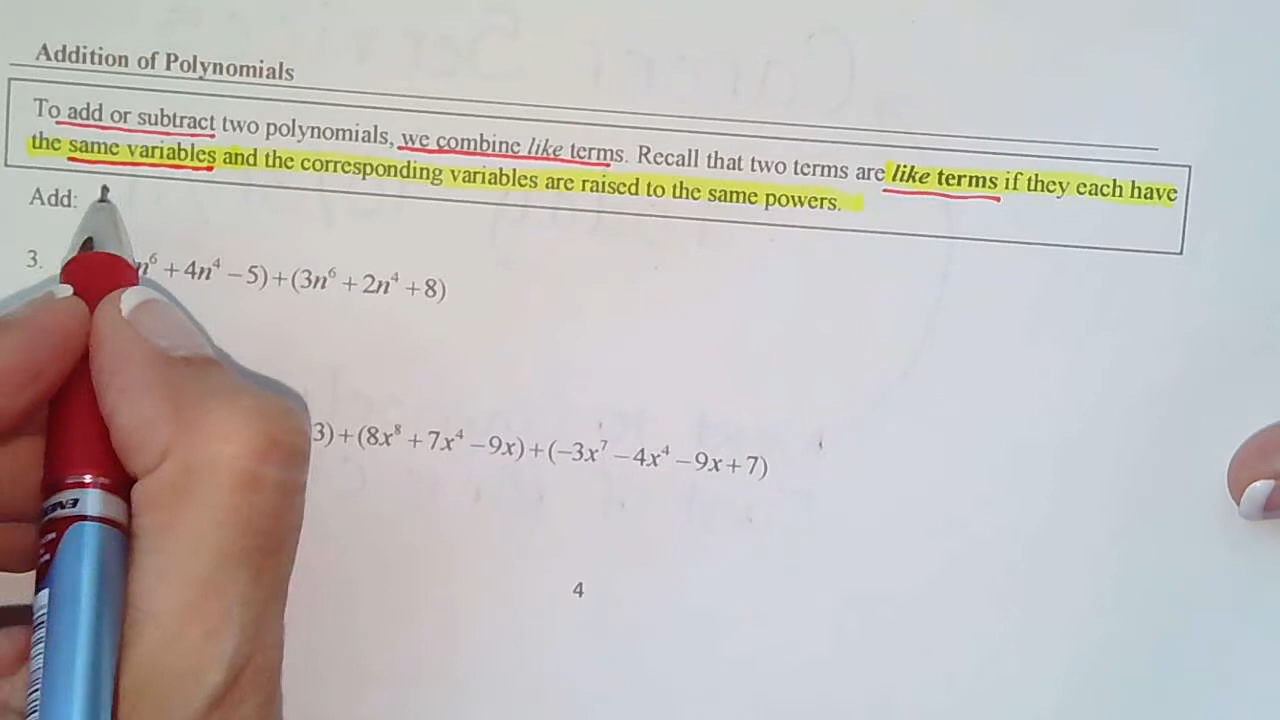 Addition of Polynomials
To add or subtract two polynomials, we combine like terms. Recall that two terms are like terms if they each have
the same variables and the corresponding variables are raised to the same powers.
Add:
3. n⁶ + 4n⁴ − 5) + (3n⁶ + 2n⁴ + 8)
3) + (8x⁸ + 7x⁴ − 9x) + (−3x⁷ − 4x⁴ − 9x + 7)
4